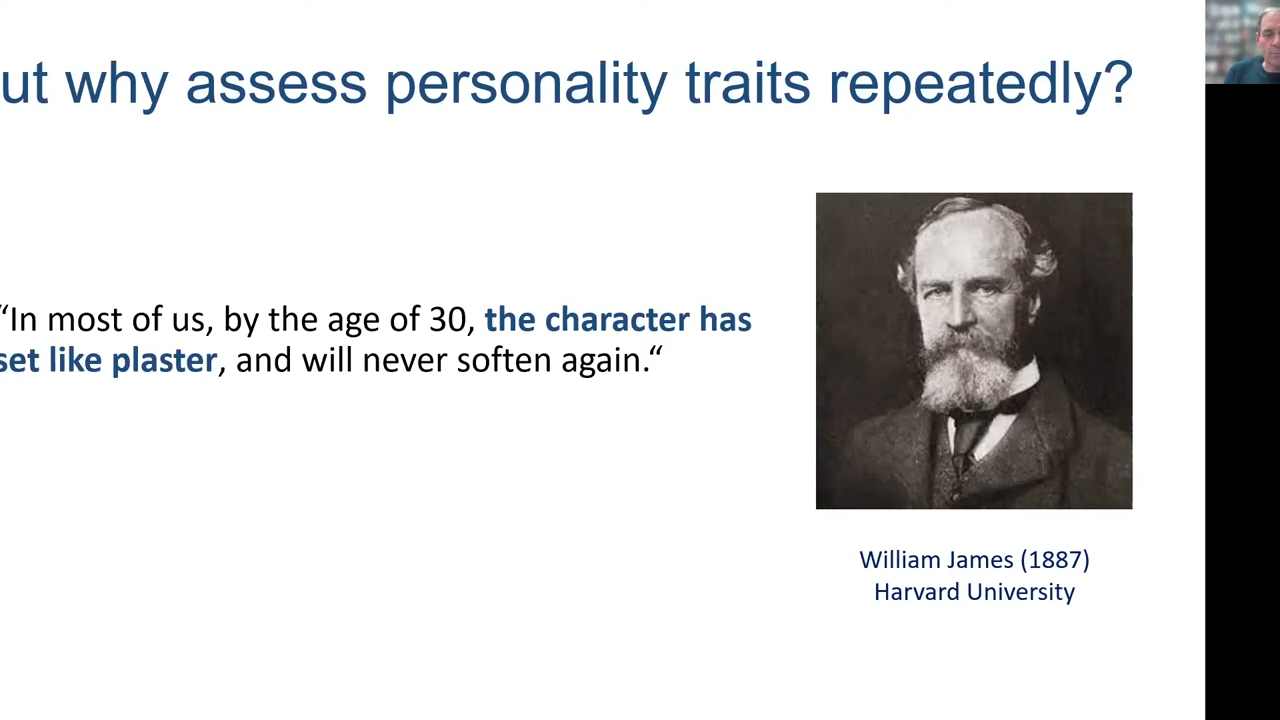 ut why assess personality traits repeatedly?
“In most of us, by the age of 30, the character has
set like plaster, and will never soften again.“
William James (1887)
Harvard University